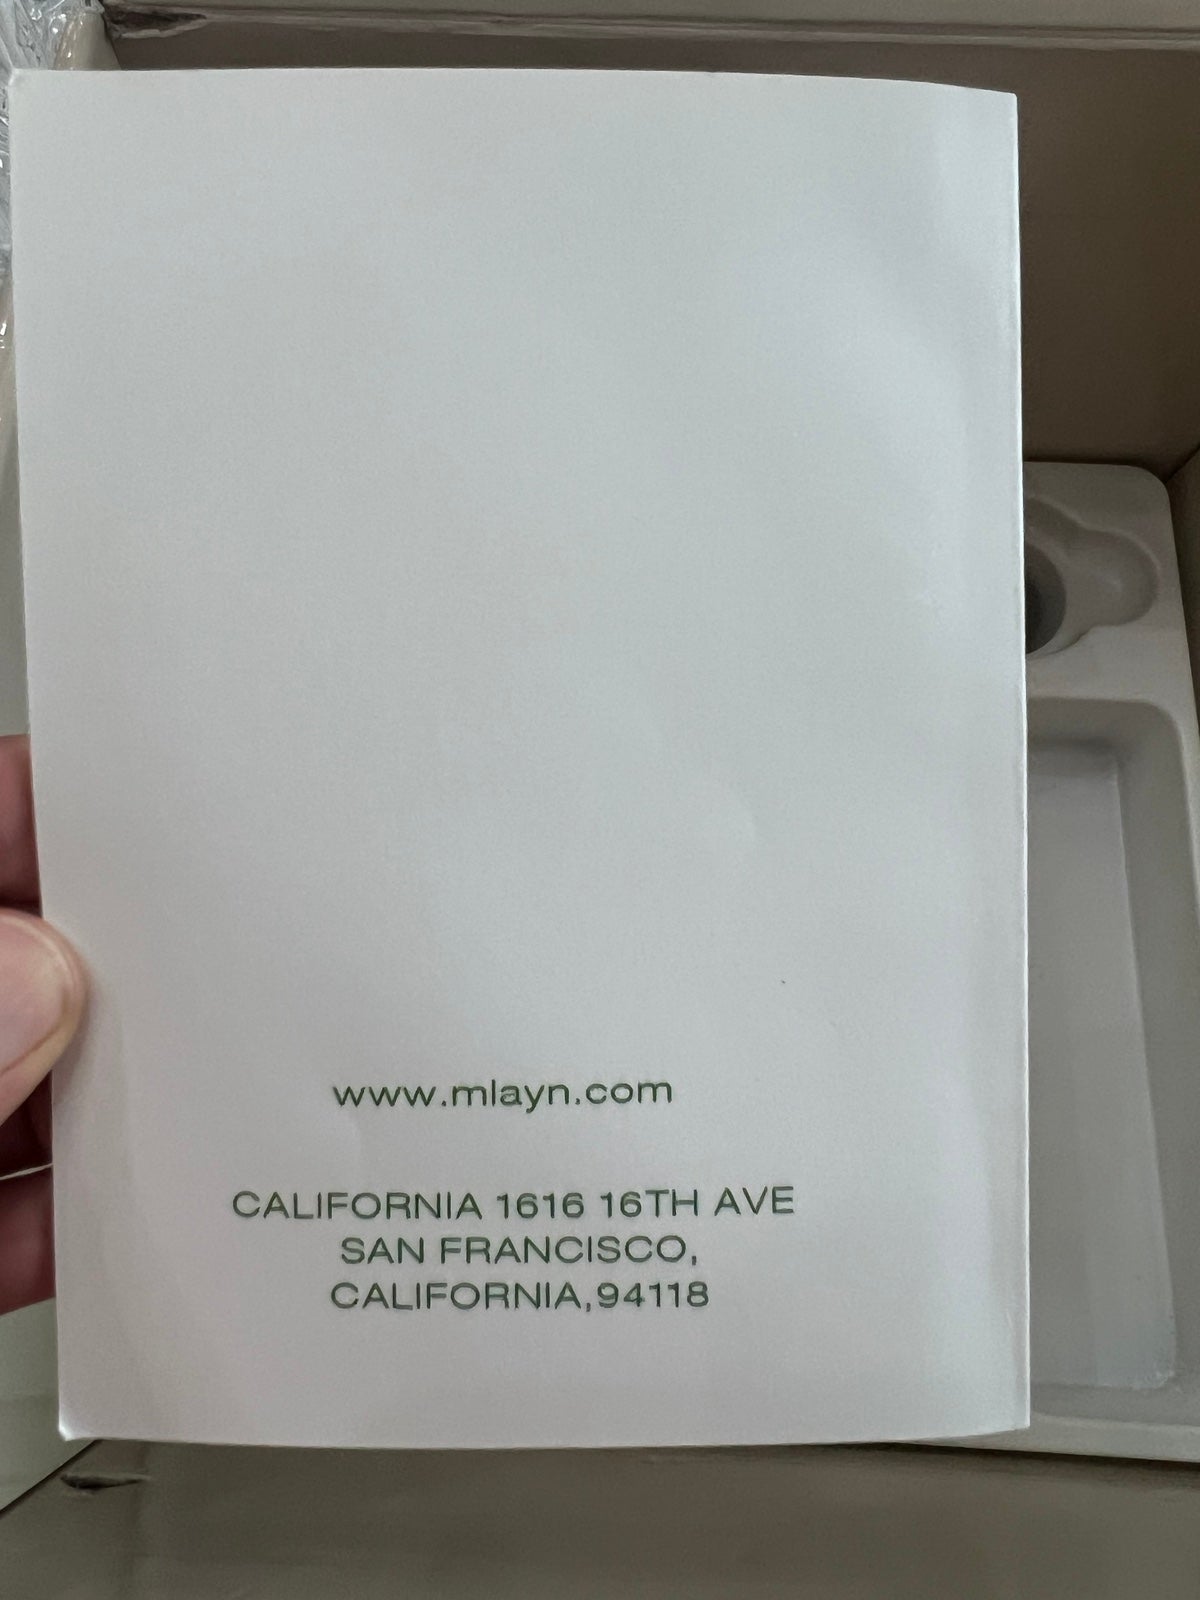 www.mlayn.com
CALIFORNIA 1616 16TH AVE
SAN FRANCISCO,
CALIFORNIA,94118